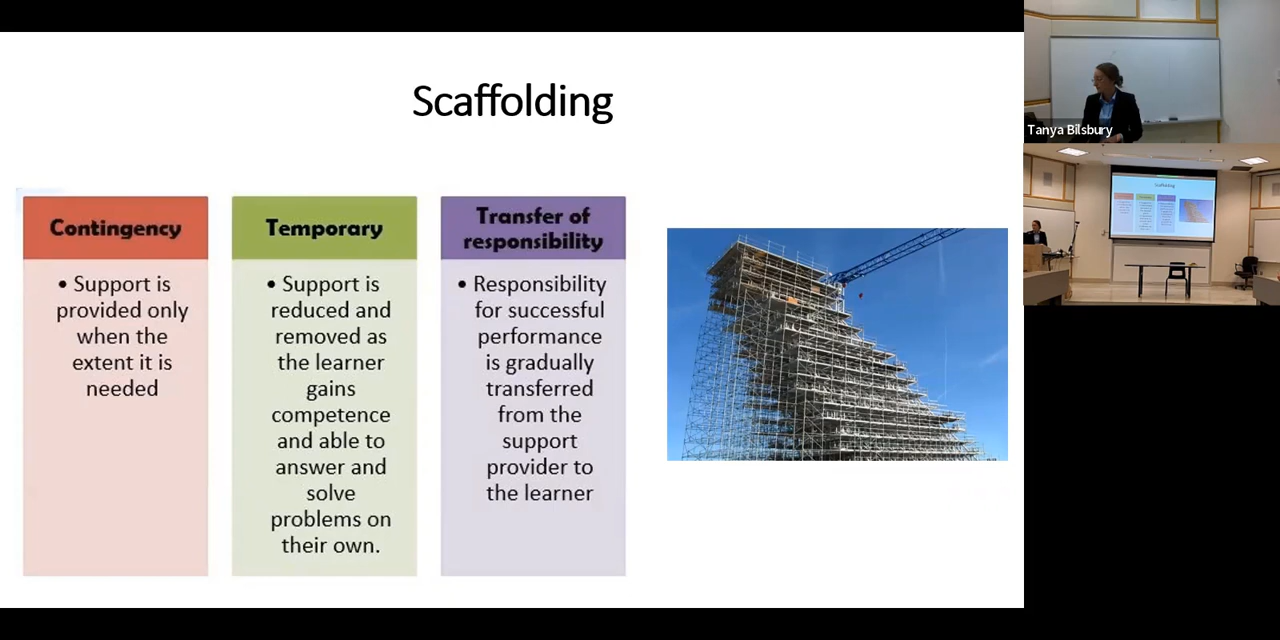 Scaffolding
Contingency
• Support is
provided only
when the
extent it is
needed
Temporary
• Support is
reduced and
removed as
the learner
gains
competence
and able to
answer and
solve
problems on
their own.
Transfer of
responsibility
• Responsibility
for successful
performance
is gradually
transferred
from the
support
provider to
the learner
Tanya Bilsbury
Scaffolding